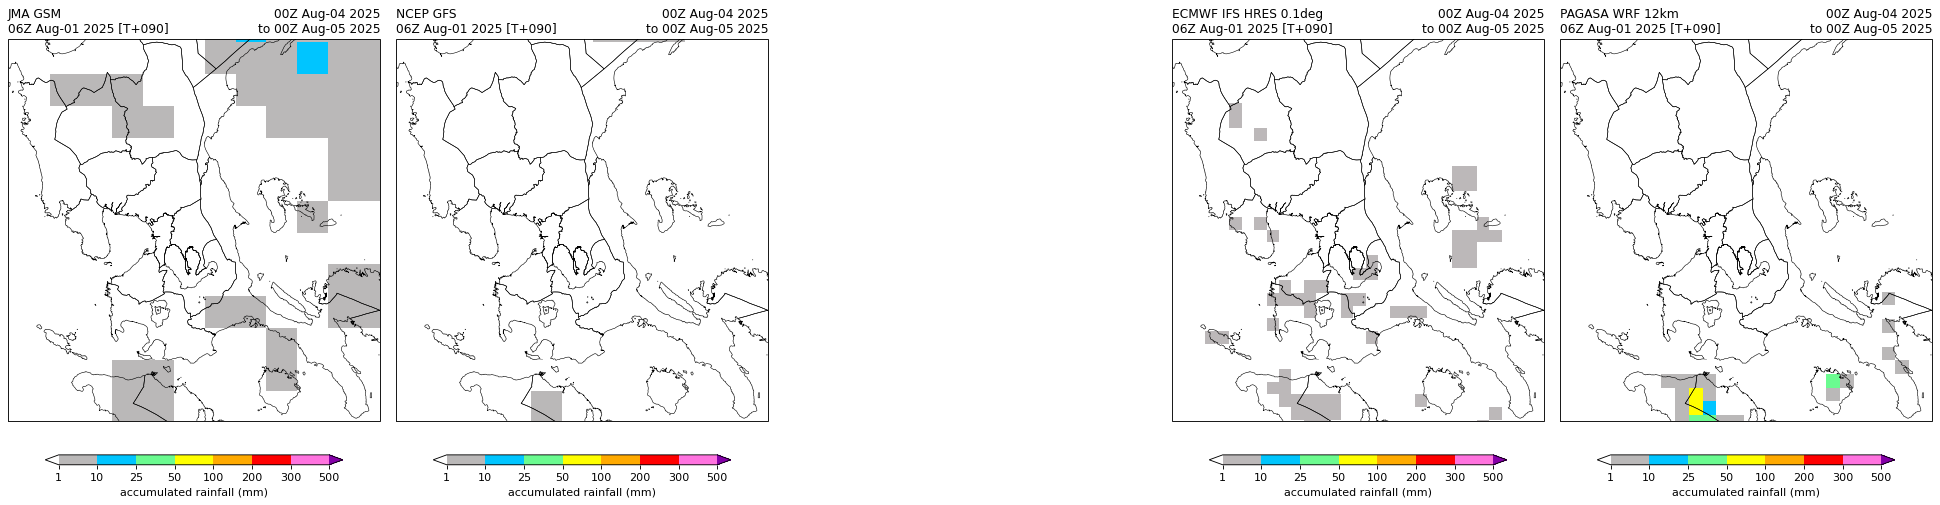 JMA GSM 00Z Aug-04 2025
06Z Aug-01 2025 [T+090] to 00Z Aug-05 2025
1 10 25 50 100 200 300 500
accumulated rainfall (mm)
NCEP GFS 00Z Aug-04 2025
06Z Aug-01 2025 [T+090] to 00Z Aug-05 2025
1 10 25 50 100 200 300 500
accumulated rainfall (mm)
ECMWF IFS HRES 0.1deg 00Z Aug-04 2025
06Z Aug-01 2025 [T+090] to 00Z Aug-05 2025
1 10 25 50 100 200 300 500
accumulated rainfall (mm)
PAGASA WRF 12km 00Z Aug-04 2025
06Z Aug-01 2025 [T+090] to 00Z Aug-05 2025
1 10 25 50 100 200 300 500
accumulated rainfall (mm)